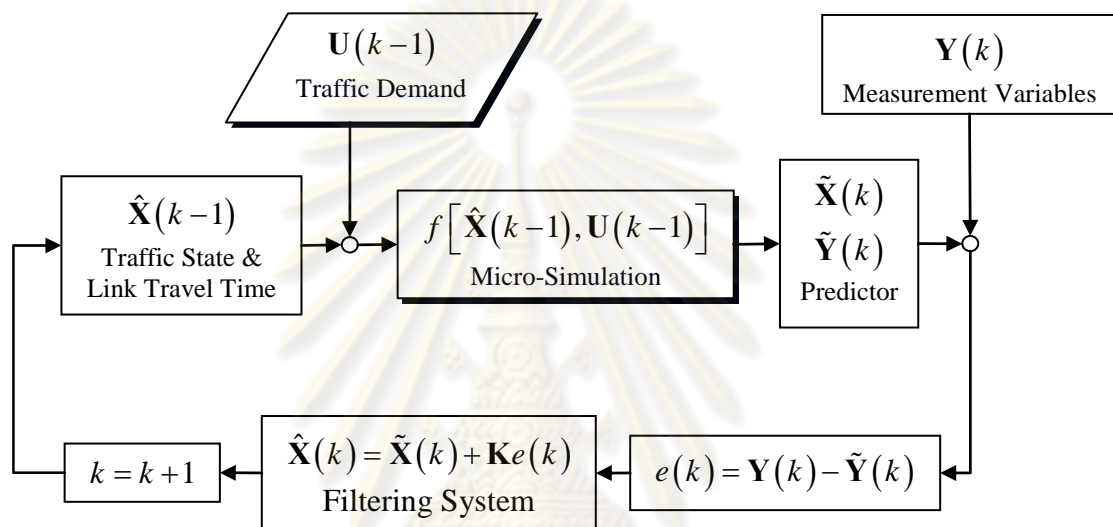 U(k−1)
Traffic Demand
Y(k)
Measurement Variables
X̂(k−1)
Traffic State &
Link Travel Time
f[X̂(k−1),U(k−1)]
Micro-Simulation
X̃(k)
Ỹ(k)
Predictor
k=k+1
X̂(k)=X̃(k)+Ke(k)
Filtering System
e(k)=Y(k)−Ỹ(k)